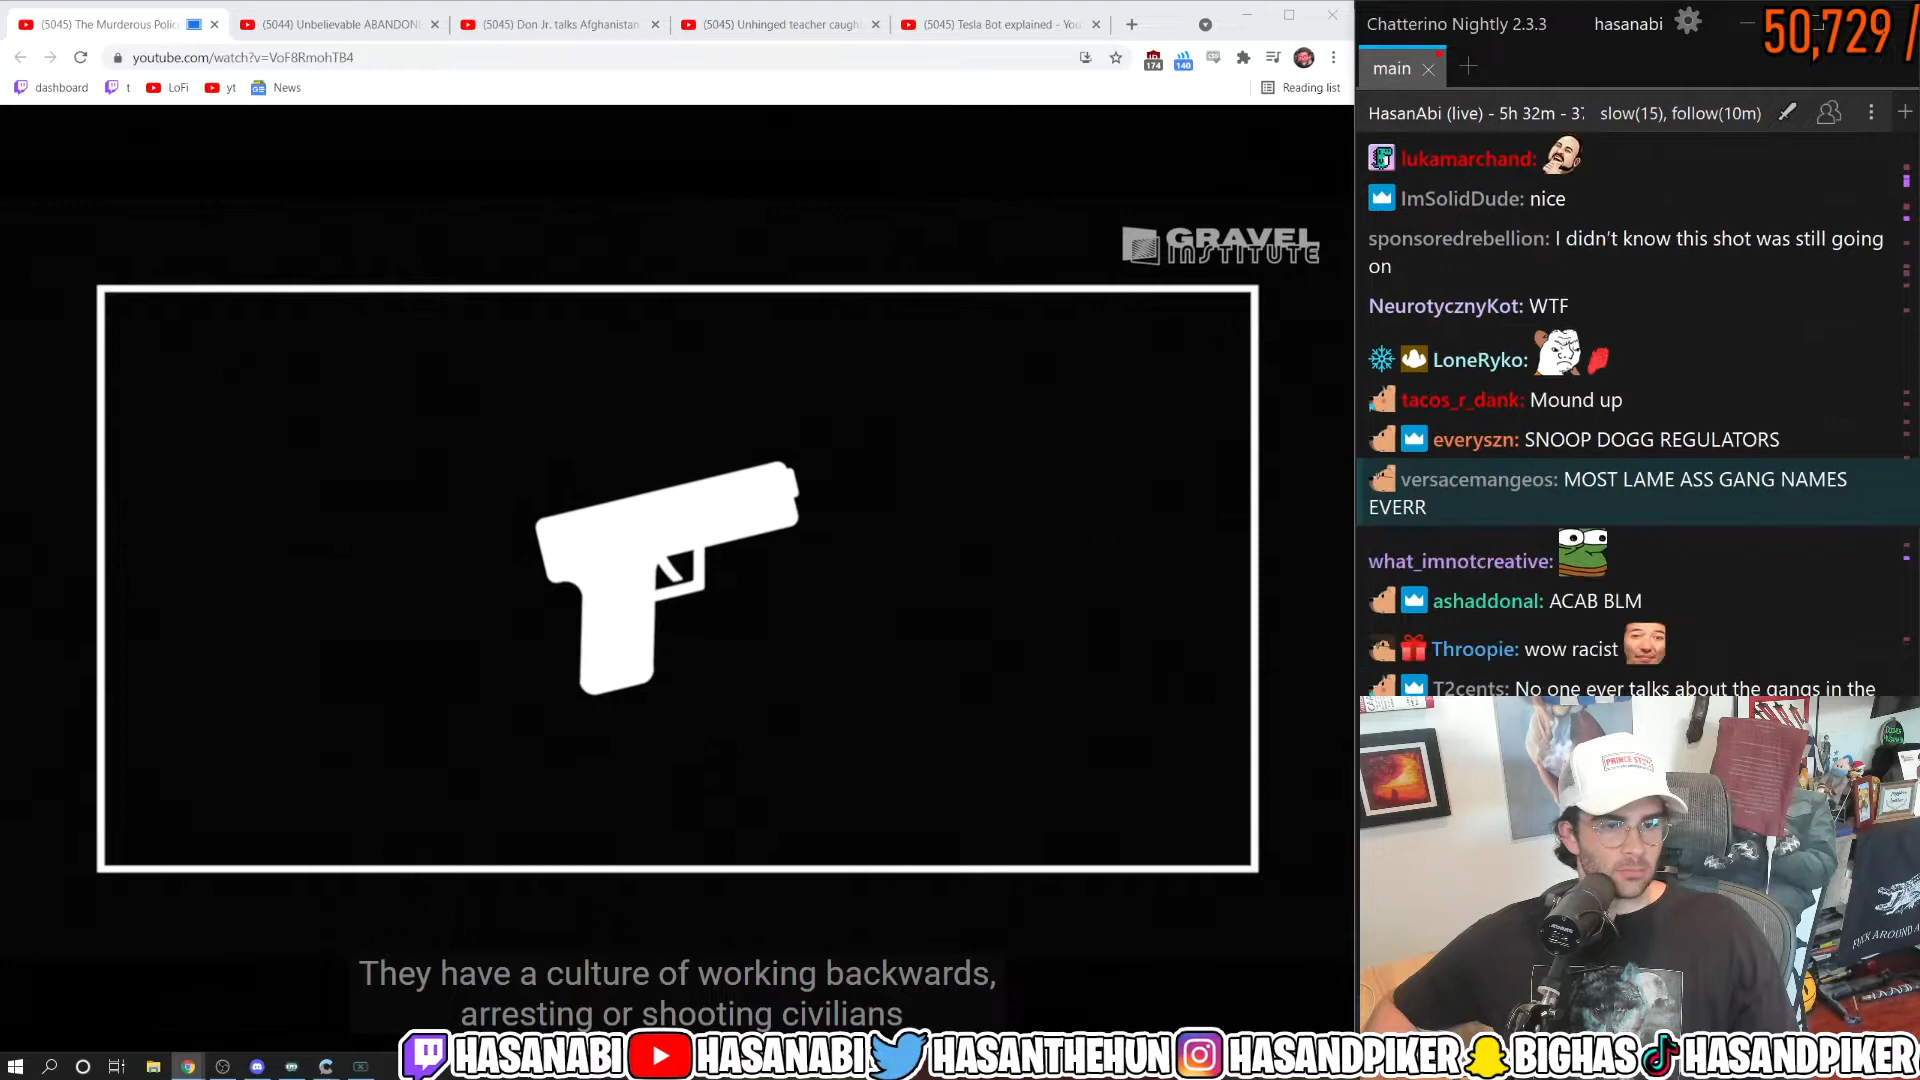 (5045) The Murderous Polic
(5044) Unbelievable ABANDONE
(5045) Don Jr. talks Afghanistan
(5045) Unhinged teacher caught
(5045) Tesla Bot explained - You
youtube.com/watch?v=VoF8RmohTB4
174
140
dashboard
t
LoFi
yt
News
Reading list
GRAVEL
INSTITUTE
They have a culture of working backwards,
arresting or shooting civilians
Chatterino Nightly 2.3.3
hasanabi
50,729 /
main
HasanAbi (live) - 5h 32m - 37
slow(15), follow(10m)
lukamarchand:
ImSolidDude: nice
sponsoredrebellion: I didn't know this shot was still going
on
NeurotycznyKot: WTF
LoneRyko:
tacos_r_dank: Mound up
everyszn: SNOOP DOGG REGULATORS
versacemangeos: MOST LAME ASS GANG NAMES
EVERR
what_imnotcreative:
ashaddonal: ACAB BLM
Throopie: wow racist
T2cents: No one ever talks about the gangs in the
HASANABI HASANABI HASANTHEHUN HASANDPIKER BIGHAS HASANDPIKER